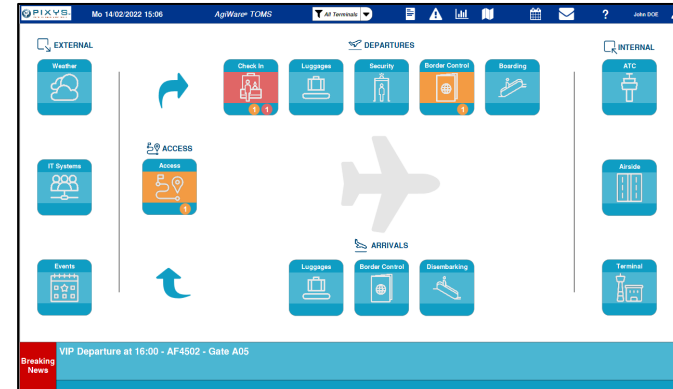 PIXYS.
Mo 14/02/2022 15:06
AgiWare® TOMS
All Terminals
?
John DOE
EXTERNAL
DEPARTURES
INTERNAL
Weather
Check In
Luggages
Security
Border Control
Boarding
ATC
1 1
1
ACCESS
IT Systems
Access
Airside
1
ARRIVALS
Events
Luggages
Border Control
Disembarking
Terminal
Breaking News
VIP Departure at 16:00 - AF4502 - Gate A05